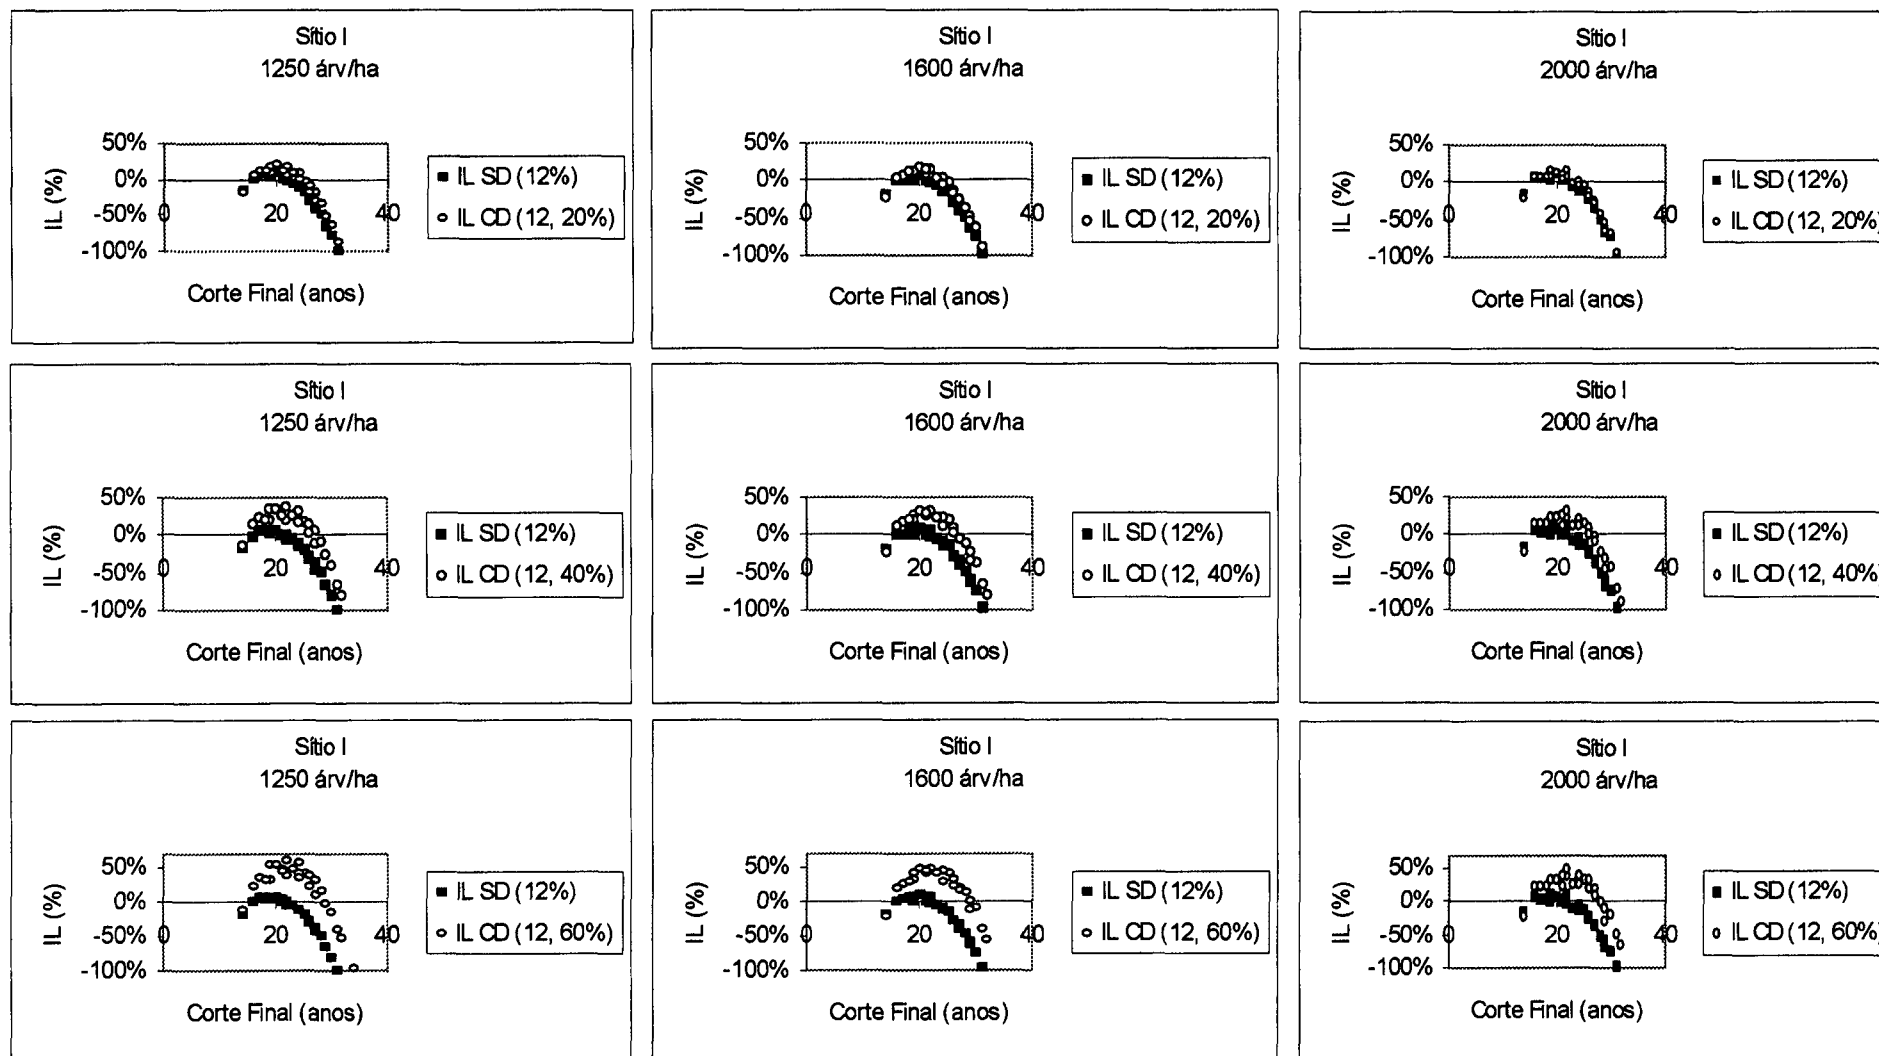 Sítio I
1250 árv/ha
50%
0%
-50%
-100%
0
20
40
IL (%)
Corte Final (anos)
IL SD (12%)
IL CD (12, 20%)
Sítio I
1600 árv/ha
50%
0%
-50%
-100%
0
20
40
IL (%)
Corte Final (anos)
IL SD (12%)
IL CD (12, 20%)
Sítio I
2000 árv/ha
50%
0%
-50%
-100%
0
20
40
IL (%)
Corte Final (anos)
IL SD (12%)
IL CD (12, 20%)
Sítio I
1250 árv/ha
50%
0%
-50%
-100%
0
20
40
IL (%)
Corte Final (anos)
IL SD (12%)
IL CD (12, 40%)
Sítio I
1600 árv/ha
50%
0%
-50%
-100%
0
20
40
IL (%)
Corte Final (anos)
IL SD (12%)
IL CD (12, 40%)
Sítio I
2000 árv/ha
50%
0%
-50%
-100%
0
20
40
IL (%)
Corte Final (anos)
IL SD (12%)
IL CD (12, 40%)
Sítio I
1250 árv/ha
50%
0%
-50%
-100%
0
20
40
IL (%)
Corte Final (anos)
IL SD (12%)
IL CD (12, 60%)
Sítio I
1600 árv/ha
50%
0%
-50%
-100%
0
20
40
IL (%)
Corte Final (anos)
IL SD (12%)
IL CD (12, 60%)
Sítio I
2000 árv/ha
50%
0%
-50%
-100%
0
20
40
IL (%)
Corte Final (anos)
IL SD (12%)
IL CD (12, 60%)